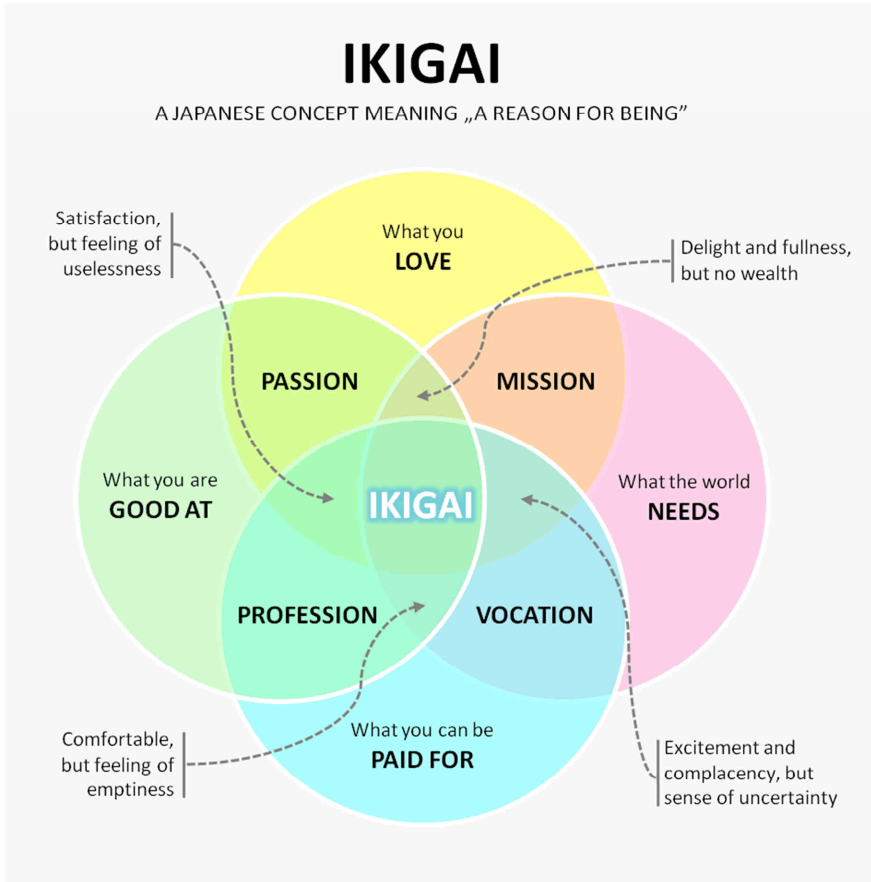 IKIGAI
A JAPANESE CONCEPT MEANING „A REASON FOR BEING”
Satisfaction,
but feeling of
uselessness
What you
LOVE
Delight and fullness,
but no wealth
PASSION
MISSION
What you are
GOOD AT
IKIGAI
What the world
NEEDS
PROFESSION
VOCATION
What you can be
PAID FOR
Comfortable,
but feeling of
emptiness
Excitement and
complacency, but
sense of uncertainty